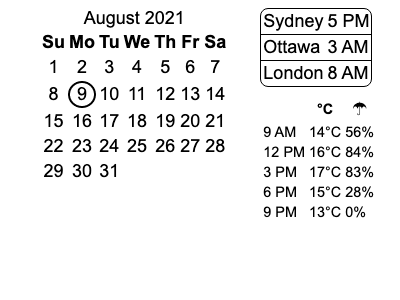 August 2021
Su Mo Tu We Th Fr Sa
1 2 3 4 5 6 7
8 9 10 11 12 13 14
15 16 17 18 19 20 21
22 23 24 25 26 27 28
29 30 31
Sydney 5 PM
Ottawa 3 AM
London 8 AM
°C ☂
9 AM 14°C 56%
12 PM 16°C 84%
3 PM 17°C 83%
6 PM 15°C 28%
9 PM 13°C 0%